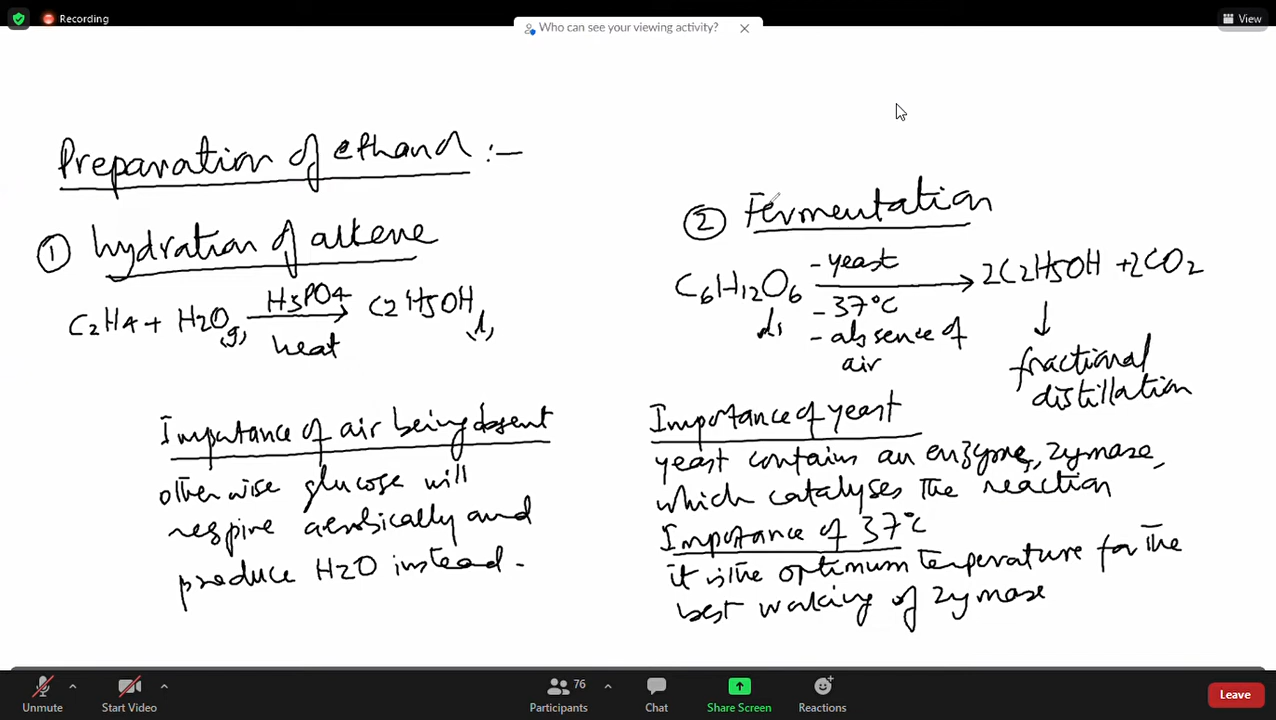 Recording
Who can see your viewing activity?
View
Preparation of ethanol :-
① hydration of alkene
C2H4 + H2O(g) H3PO4 C2H5OH(l)
heat
② Fermentation
C6H12O6 -yeast 2C2H5OH +2CO2
-37°C
-absence of
air
fractional
distillation
Importance of air being absent
otherwise glucose will
respire aerobically and
produce H2O instead.
Importance of yeast
yeast contains an enzyme, zymase,
which catalyses the reaction
Importance of 37°C
it is the optimum temperature for the
best working of zymase
Unmute
Start Video
76
Participants
Chat
Share Screen
Reactions
Leave